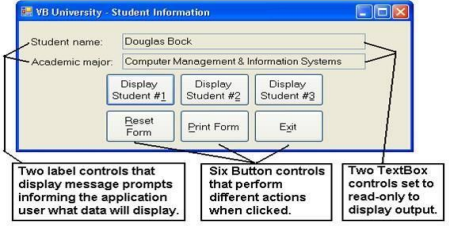 VB University - Student Information
Student name: Douglas Bock
Academic major: Computer Management & Information Systems
Display Student #1
Display Student #2
Display Student #3
Reset Form
Print Form
Exit
Two label controls that
display message prompts
informing the application
user what data will display.
Six Button controls
that perform
different actions
when clicked.
Two TextBox
controls set to
read-only to
display output.